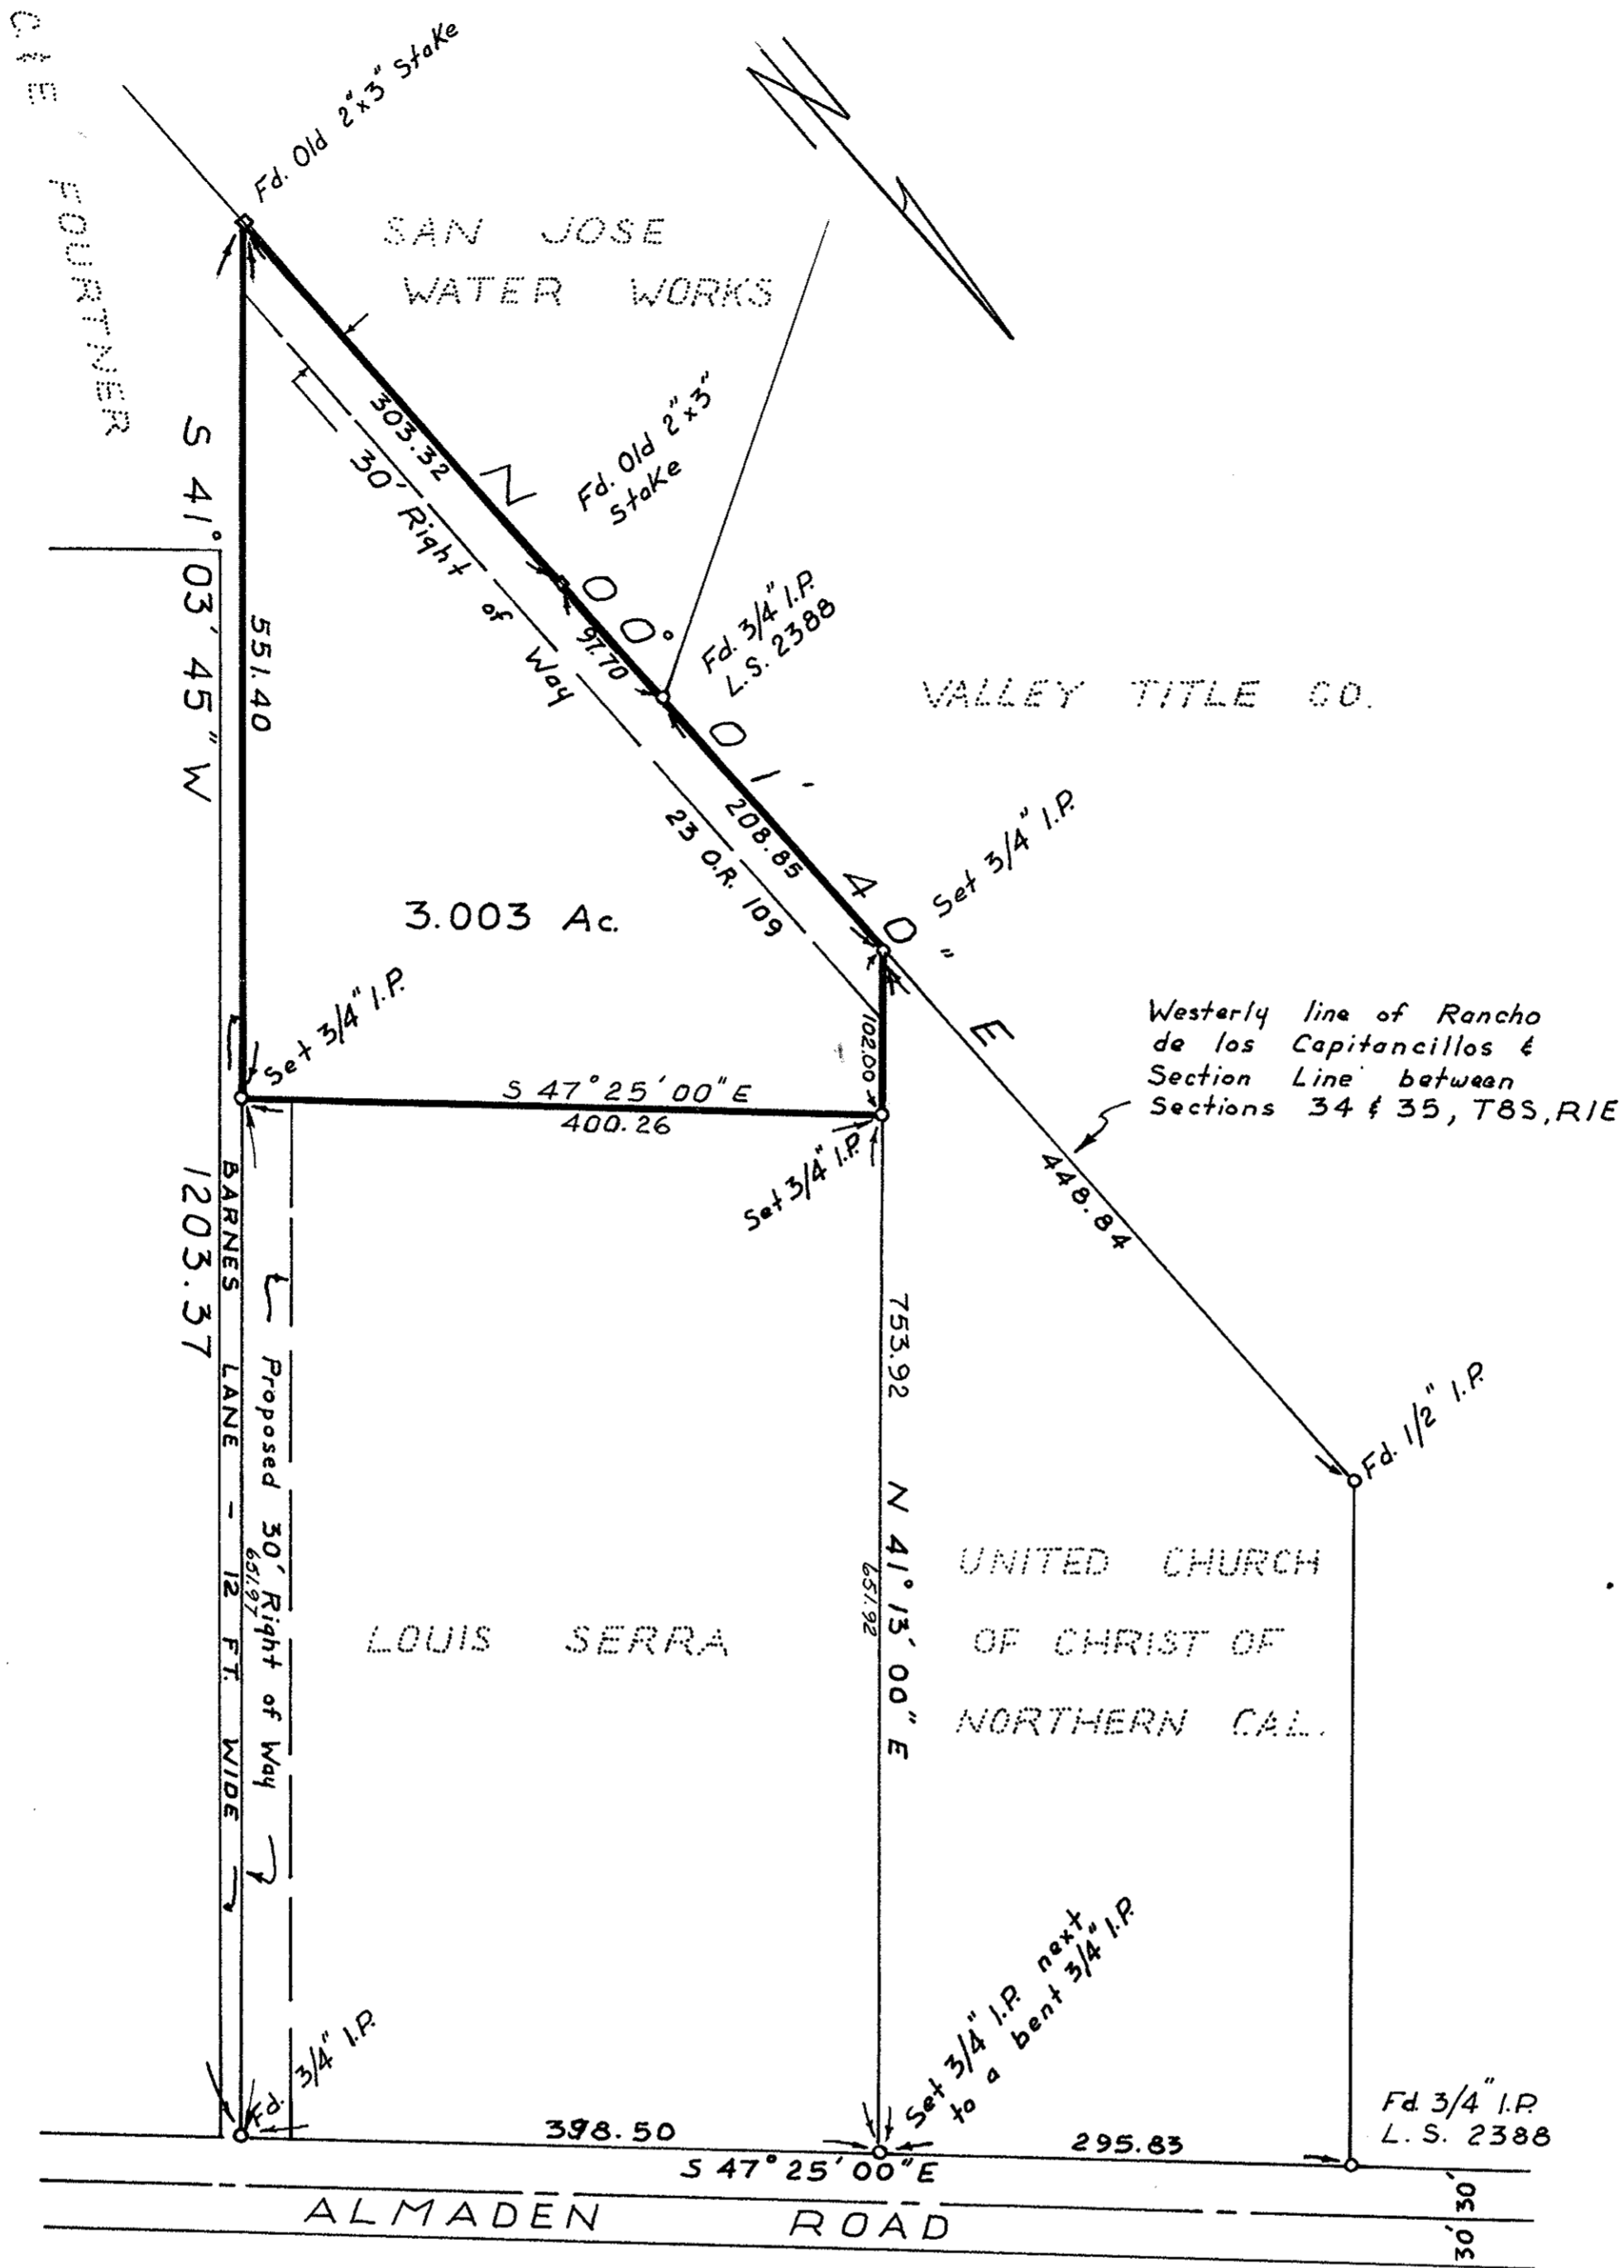 C. & E. FOURTNER
Fd. Old 2"x3" Stake
SAN JOSE
WATER WORKS
303.32
30' Right of Way
Fd. Old 2"x3"
Stake
97.70
Fd. 3/4" I.P.
L.S. 2388
N 00° 01' 40" E
VALLEY TITLE CO.
S 41° 03' 45" W
551.40
208.85
23 O.R. 109
Set 3/4" I.P.
3.003 Ac.
Westerly line of Rancho
de los Capitancillos &
Section Line between
Sections 34 & 35, T8S, R1E
Set 3/4" I.P.
102.00
S 47° 25' 00" E
400.26
Set 3/4" I.P.
448.84
1203.37
BARNES LANE - 12 FT. WIDE
Proposed 30' Right of Way
651.97
753.92 N 41° 13' 00" E
651.92
Fd. 1/2" I.P.
LOUIS SERRA
UNITED CHURCH
OF CHRIST OF
NORTHERN CAL.
Fd. 3/4" I.P.
Set 3/4" I.P. next
to a bent 3/4" I.P.
Fd. 3/4" I.P.
L.S. 2388
398.50
295.83
S 47° 25' 00" E
ALMADEN ROAD
30' 30'